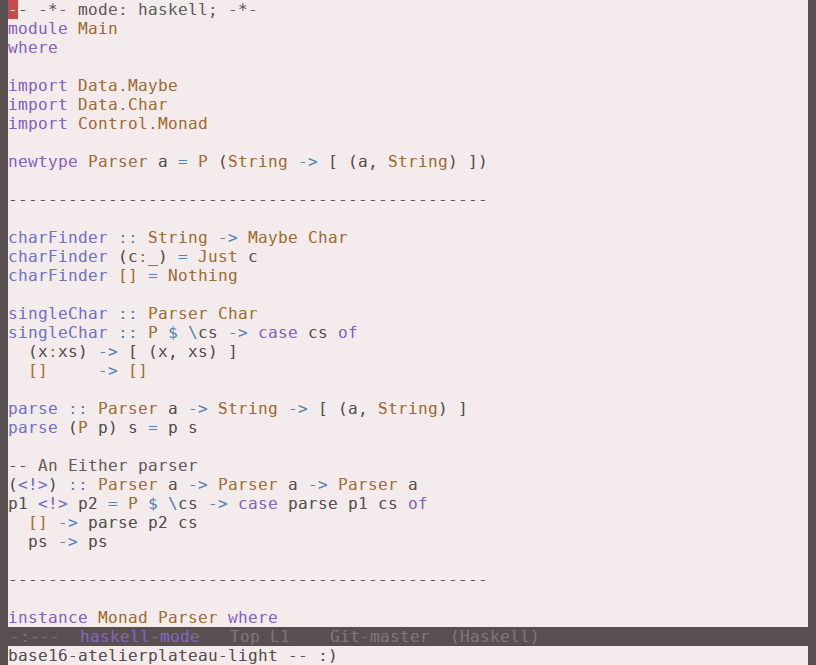 -- -*- mode: haskell; -*-
module Main
where

import Data.Maybe
import Data.Char
import Control.Monad

newtype Parser a = P (String -> [ (a, String) ])

------------------------------------------------

charFinder :: String -> Maybe Char
charFinder (c:_) = Just c
charFinder [] = Nothing

singleChar :: Parser Char
singleChar :: P $ \cs -> case cs of
  (x:xs) -> [ (x, xs) ]
  []     -> []

parse :: Parser a -> String -> [ (a, String) ]
parse (P p) s = p s

-- An Either parser
(<!>) :: Parser a -> Parser a -> Parser a
p1 <!> p2 = P $ \cs -> case parse p1 cs of
  [] -> parse p2 cs
  ps -> ps

------------------------------------------------

instance Monad Parser where
-:---  haskell-mode   Top L1    Git-master  (Haskell)
base16-atelierplateau-light -- :)